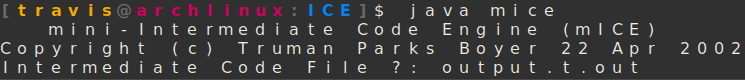 [travis@archlinux:ICE]$ java mice
mini-Intermediate Code Engine (mICE)
Copyright (c) Truman Parks Boyer 22 Apr 2002
Intermediate Code File ?: output.t.out